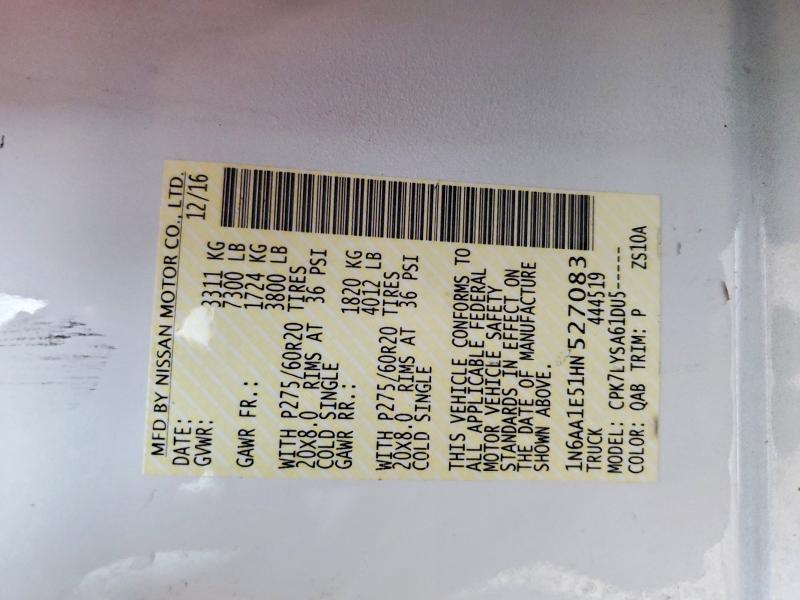 MFD BY NISSAN MOTOR CO., LTD.
DATE: 12/16
GVWR: 3311 KG
7300 LB
GAWR FR.: 1724 KG
3800 LB
WITH P275/60R20 TIRES
20X8.0 RIMS AT 36 PSI
COLD SINGLE
GAWR RR.: 1820 KG
4012 LB
WITH P275/60R20 TIRES
20X8.0 RIMS AT 36 PSI
COLD SINGLE
THIS VEHICLE CONFORMS TO
ALL APPLICABLE FEDERAL
MOTOR VEHICLE SAFETY
STANDARDS IN EFFECT ON
THE DATE OF MANUFACTURE
SHOWN ABOVE.
1N6AA1E51HN527083
TRUCK 444519
MODEL: CPK7LYSA61DU5-----
COLOR: QAB TRIM: P ZS10A